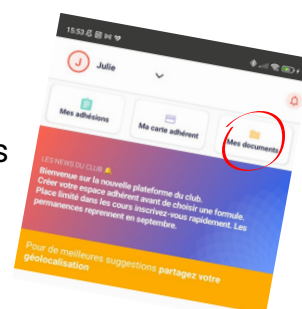 15:53
J Julie
s
Mes adhésions
Ma carte adhérent
Mes documents
LES NEWS DU CLUB 🔔
Bienvenue sur la nouvelle plateforme du club.
Créer votre espace adhérent avant de choisir une formule.
Place limité dans les cours inscrivez-vous rapidement. Les
permanences reprennent en septembre.
Pour de meilleures suggestions partagez votre
géolocalisation